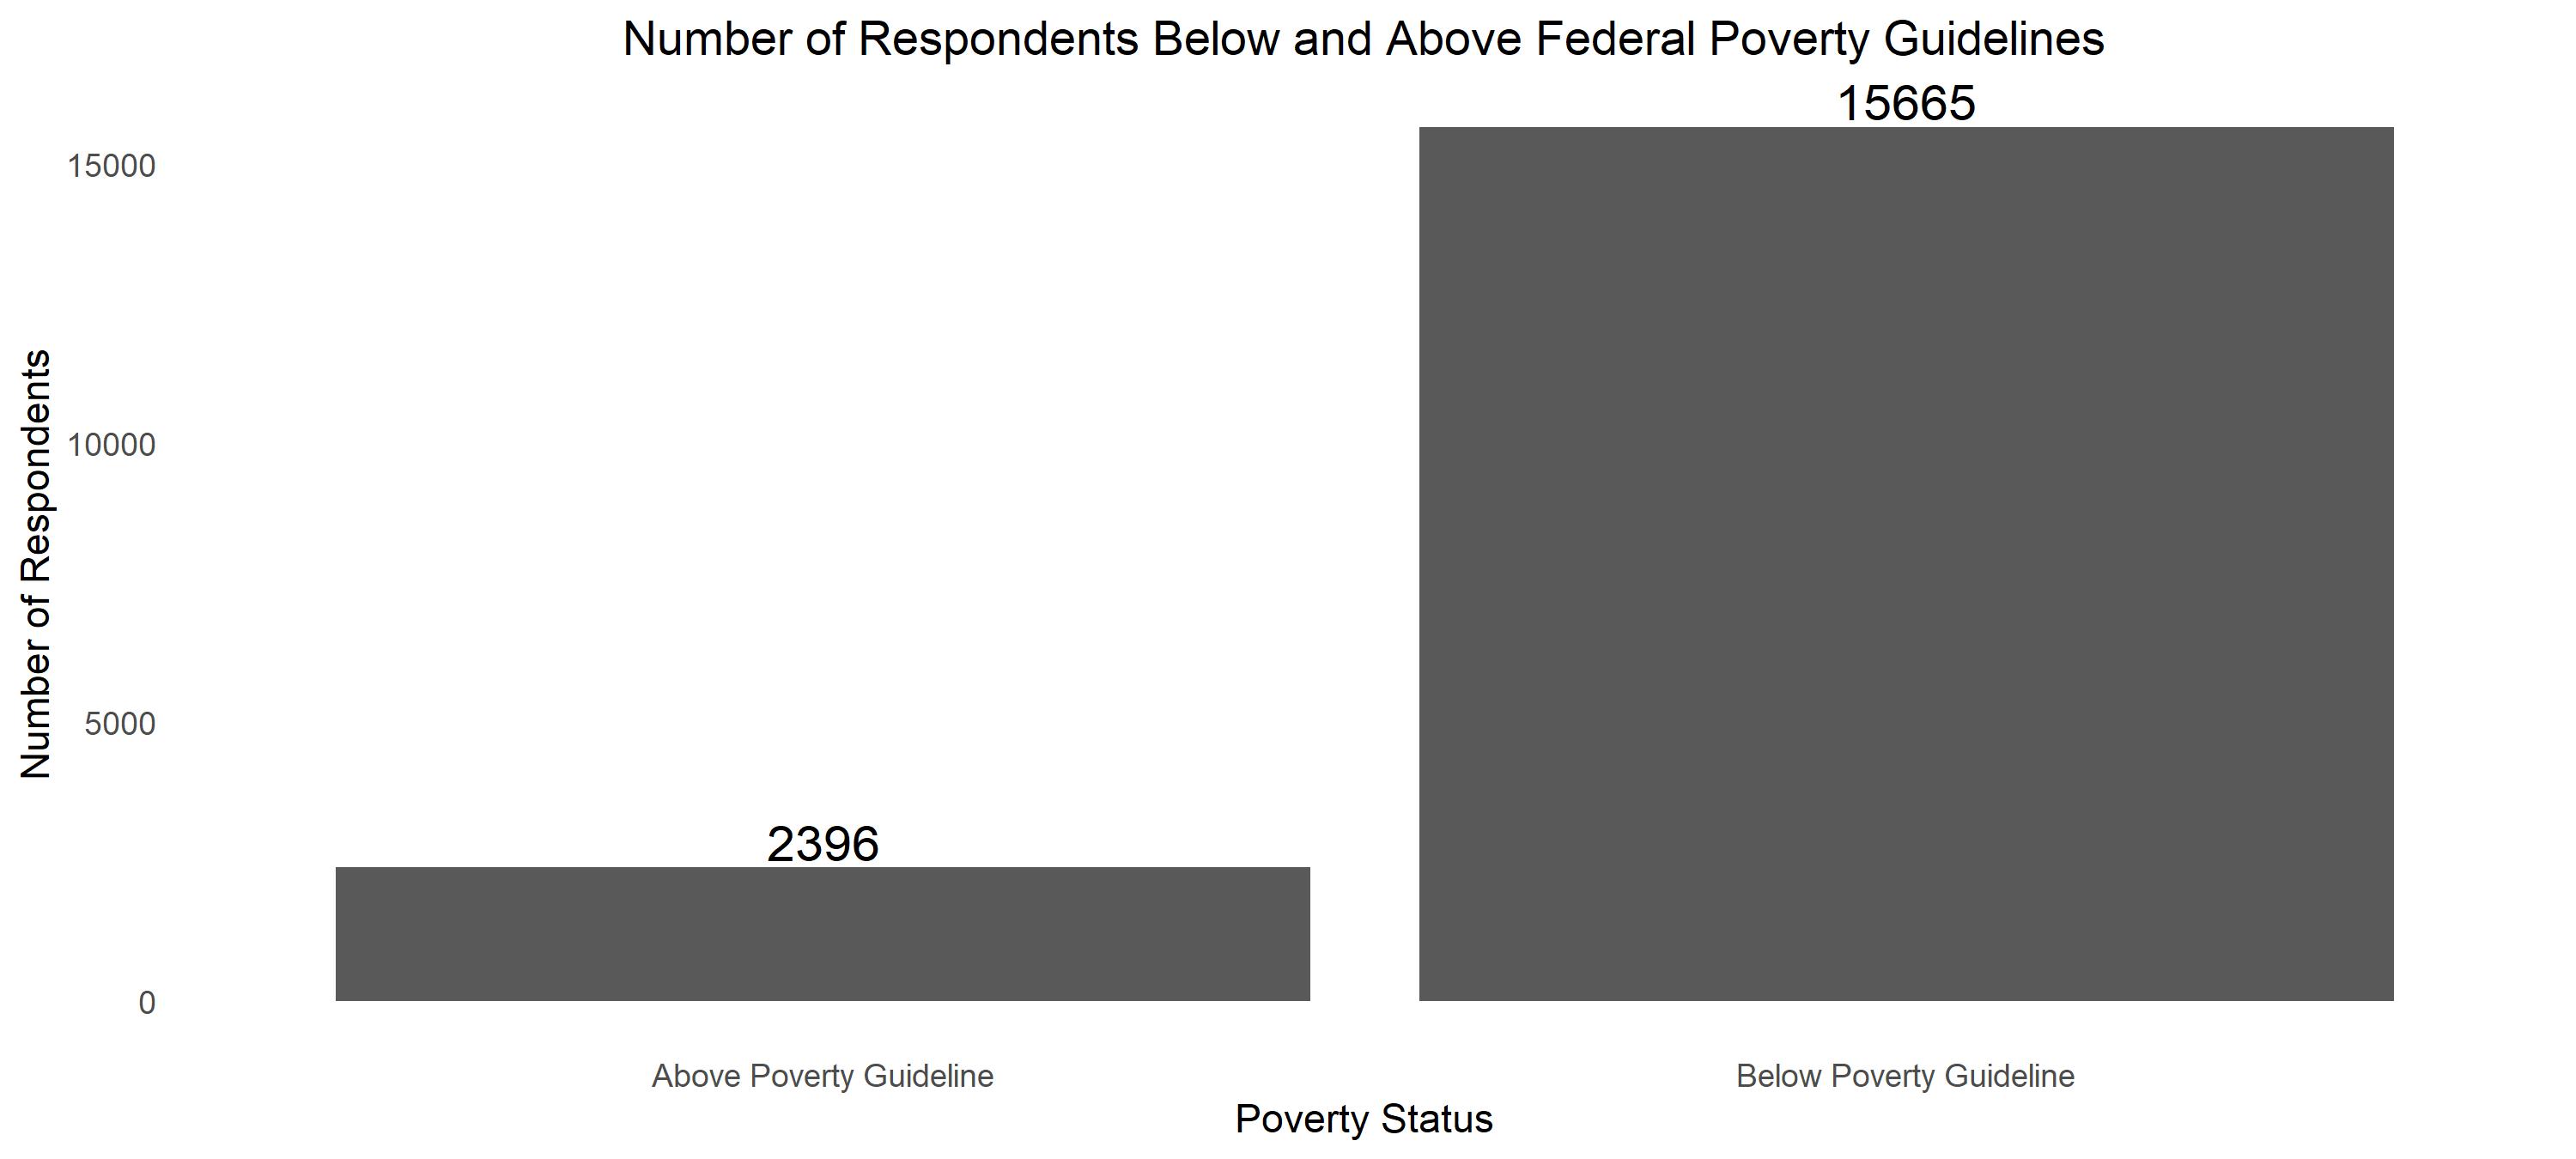 Number of Respondents Below and Above Federal Poverty Guidelines
15665
15000
10000
5000
0
Number of Respondents
2396
Above Poverty Guideline
Below Poverty Guideline
Poverty Status